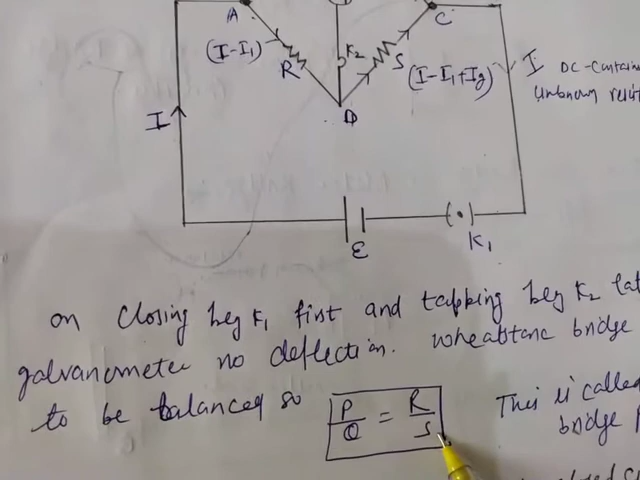 A
C
(I-I1)
K2
R
S
(I-I1+Ig)
I
DC-Contain
unknown resist
D
I
ε
K1
on closing key K1 first and tapping key K2 lat
galvanometer no deflection. wheatstone bridge
to be balanced so
P/Q = R/S
This is called
bridge p